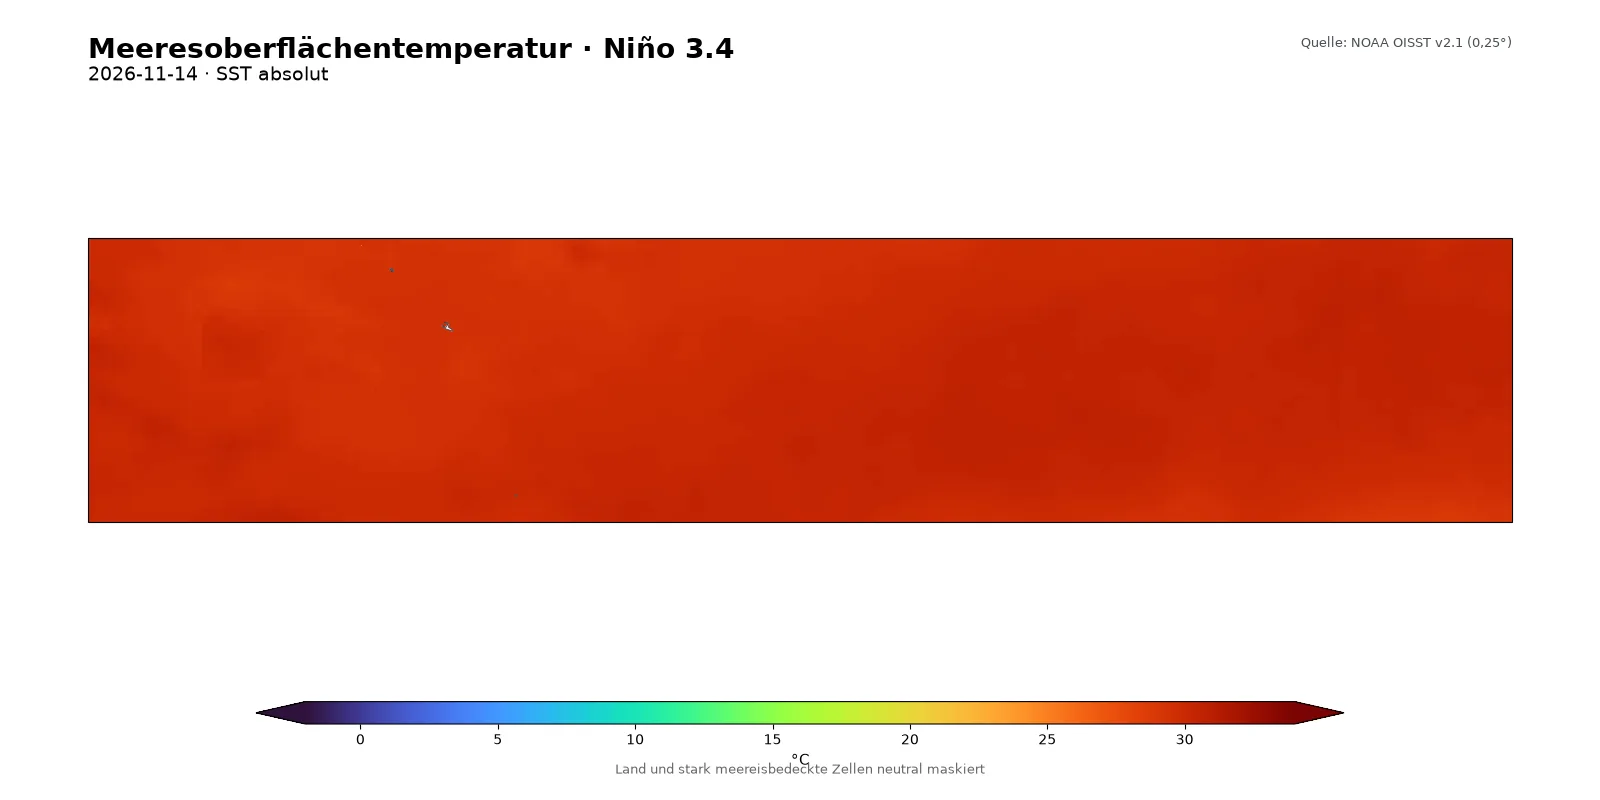 Meeresoberflächentemperatur · Niño 3.4
2026-11-14 · SST absolut
Quelle: NOAA OISST v2.1 (0,25°)
0 5 10 15 20 25 30
°C
Land und stark meereisbedeckte Zellen neutral maskiert